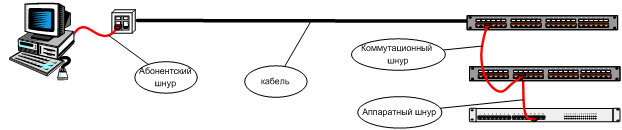 Абонентский
шнур
кабель
Коммутационный
шнур
Аппаратный шнур